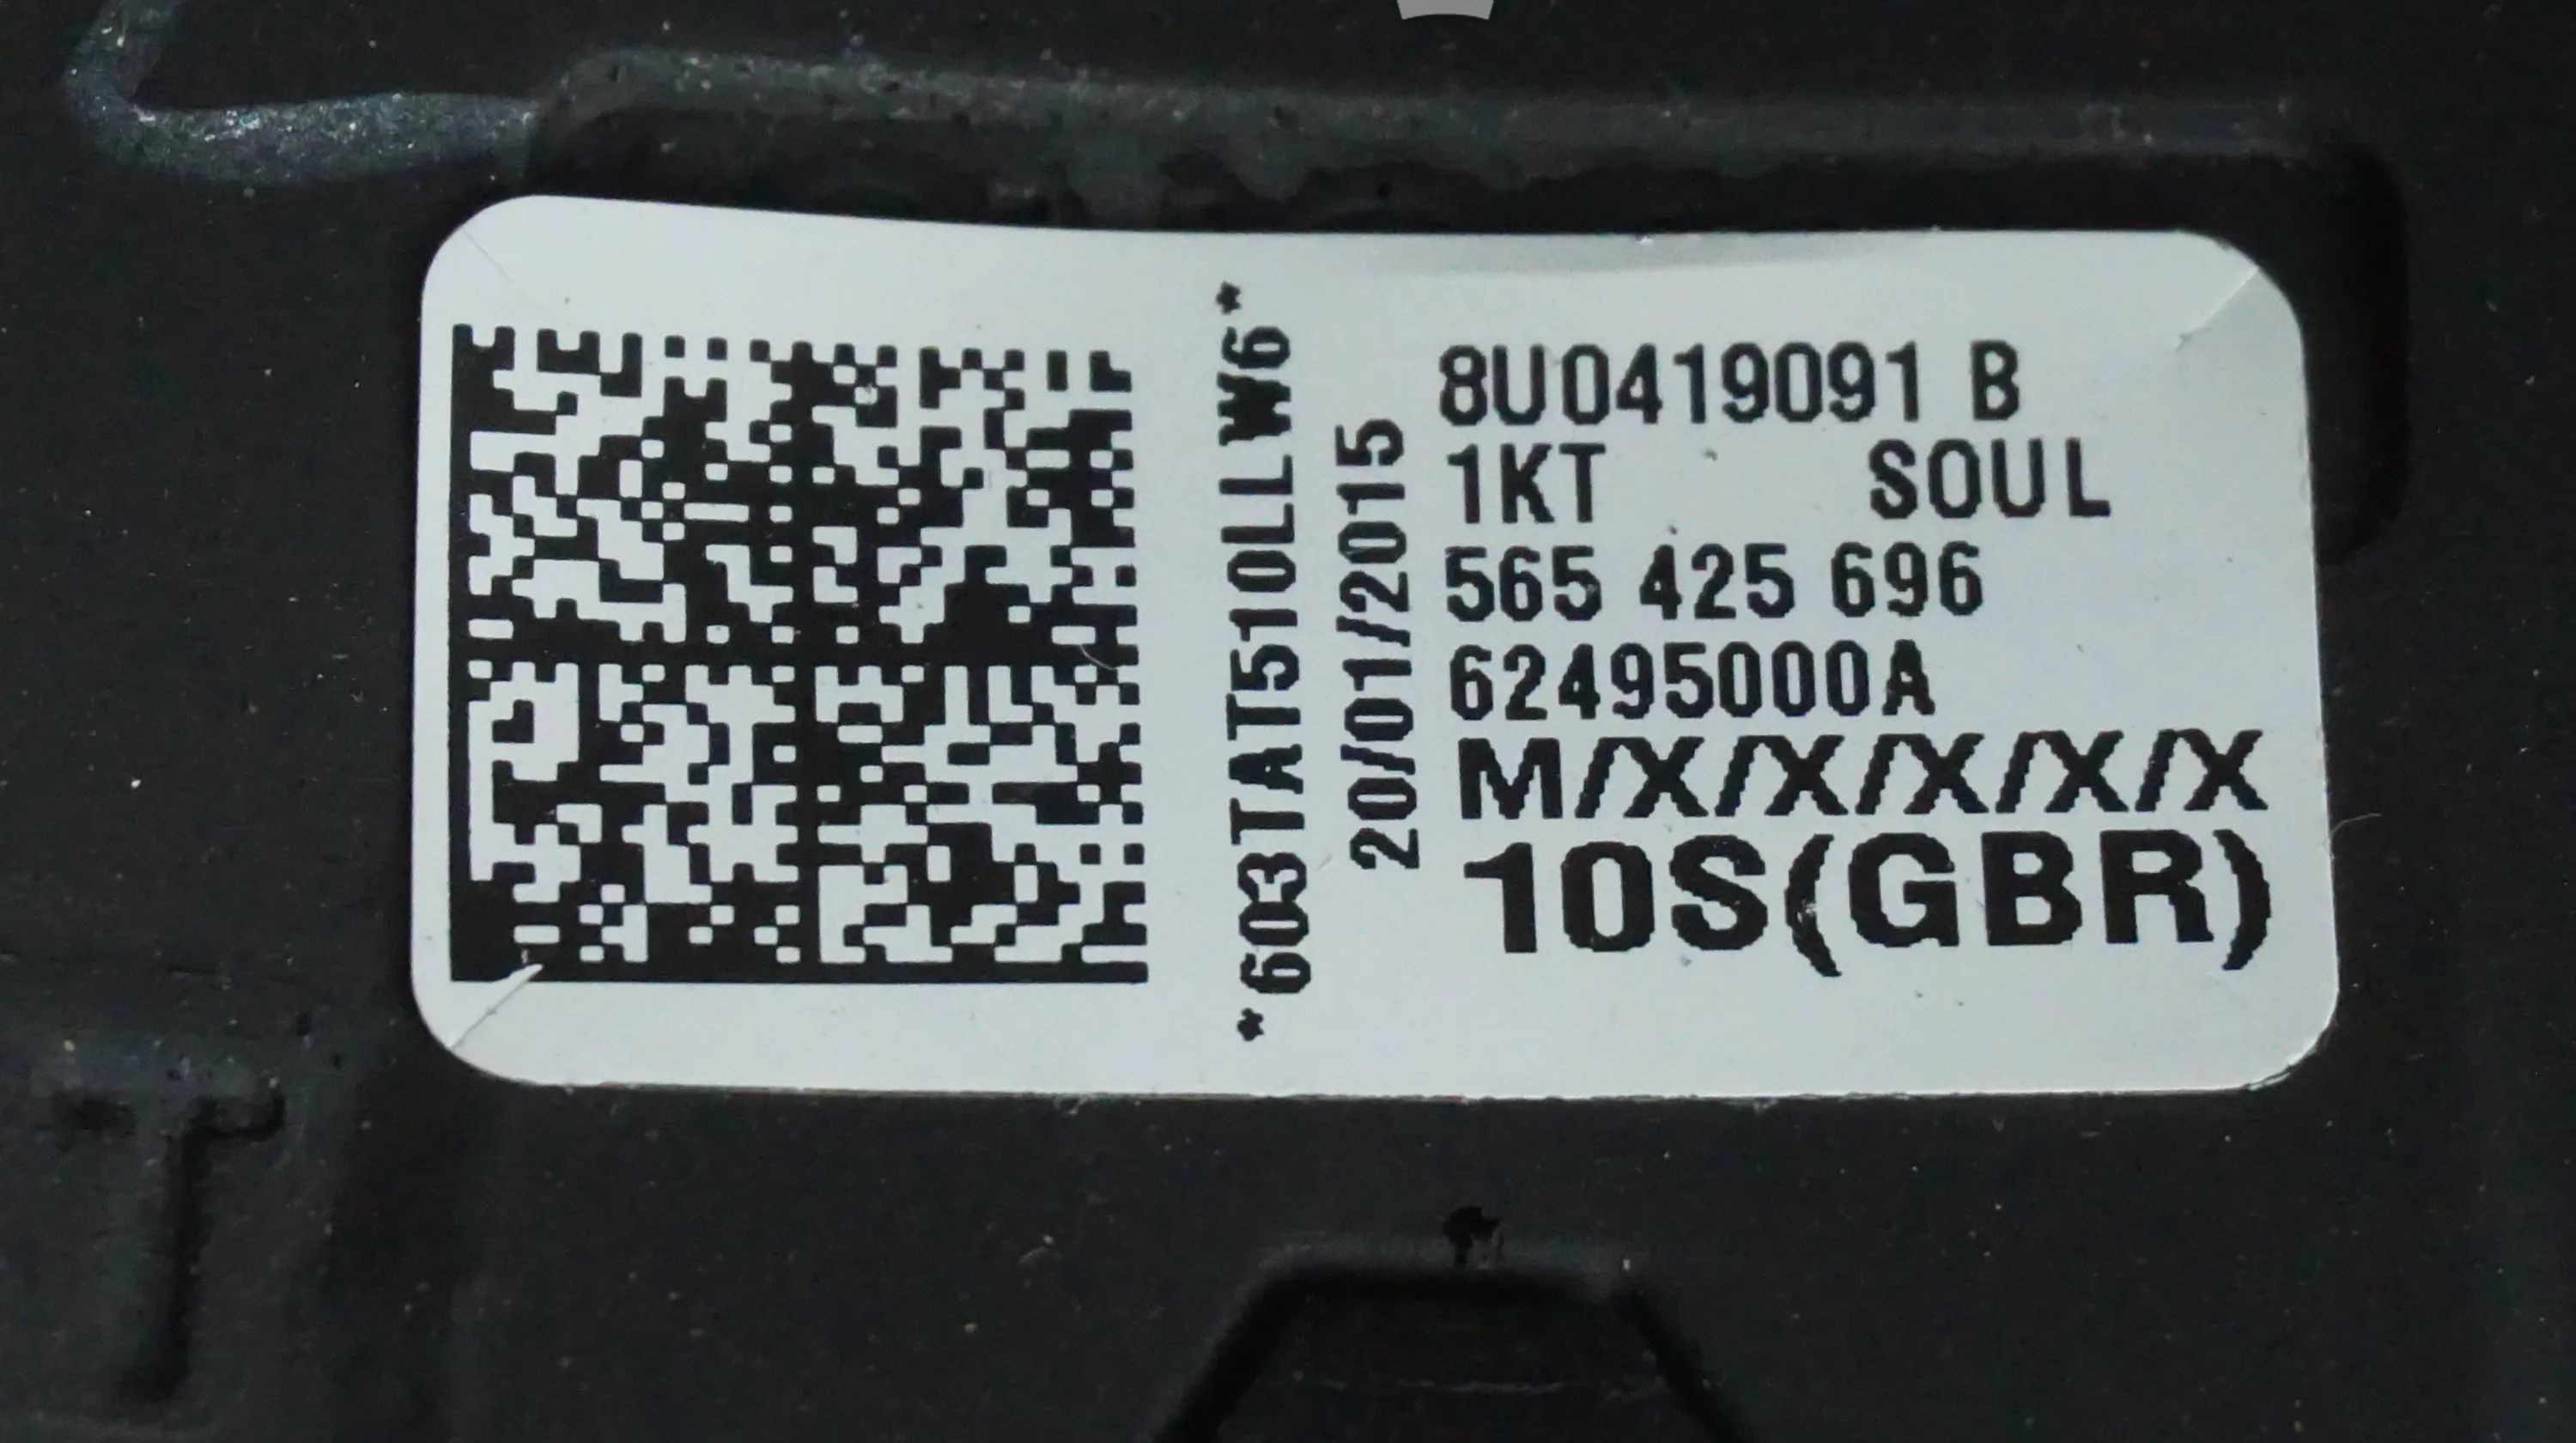 *603TAT510LLW6*
20/01/2015
8U0419091 B
1KT SOUL
565 425 696
62495000A
M/X/X/X/X/X
10S(GBR)
T